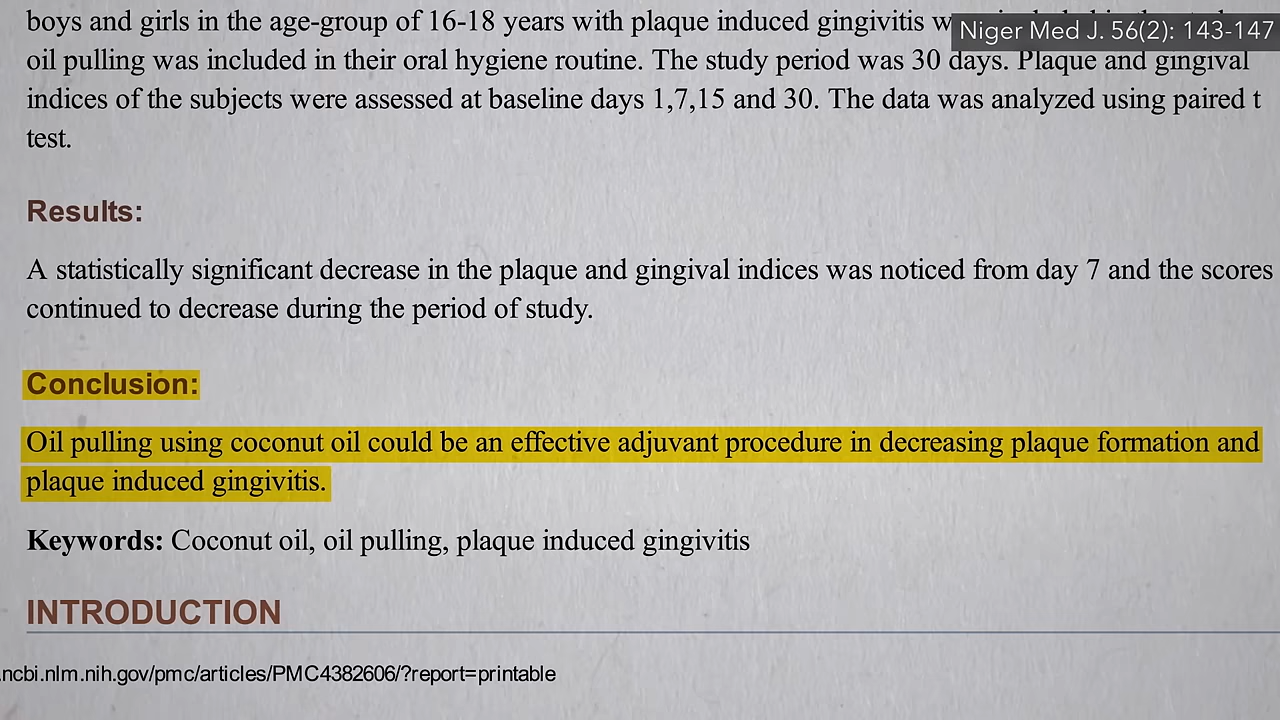 boys and girls in the age-group of 16-18 years with plaque induced gingivitis
Niger Med J. 56(2): 143-147
oil pulling was included in their oral hygiene routine. The study period was 30 days. Plaque and gingival
indices of the subjects were assessed at baseline days 1,7,15 and 30. The data was analyzed using paired t
test.
Results:
A statistically significant decrease in the plaque and gingival indices was noticed from day 7 and the scores
continued to decrease during the period of study.
Conclusion:
Oil pulling using coconut oil could be an effective adjuvant procedure in decreasing plaque formation and
plaque induced gingivitis.
Keywords: Coconut oil, oil pulling, plaque induced gingivitis
INTRODUCTION
.ncbi.nlm.nih.gov/pmc/articles/PMC4382606/?report=printable